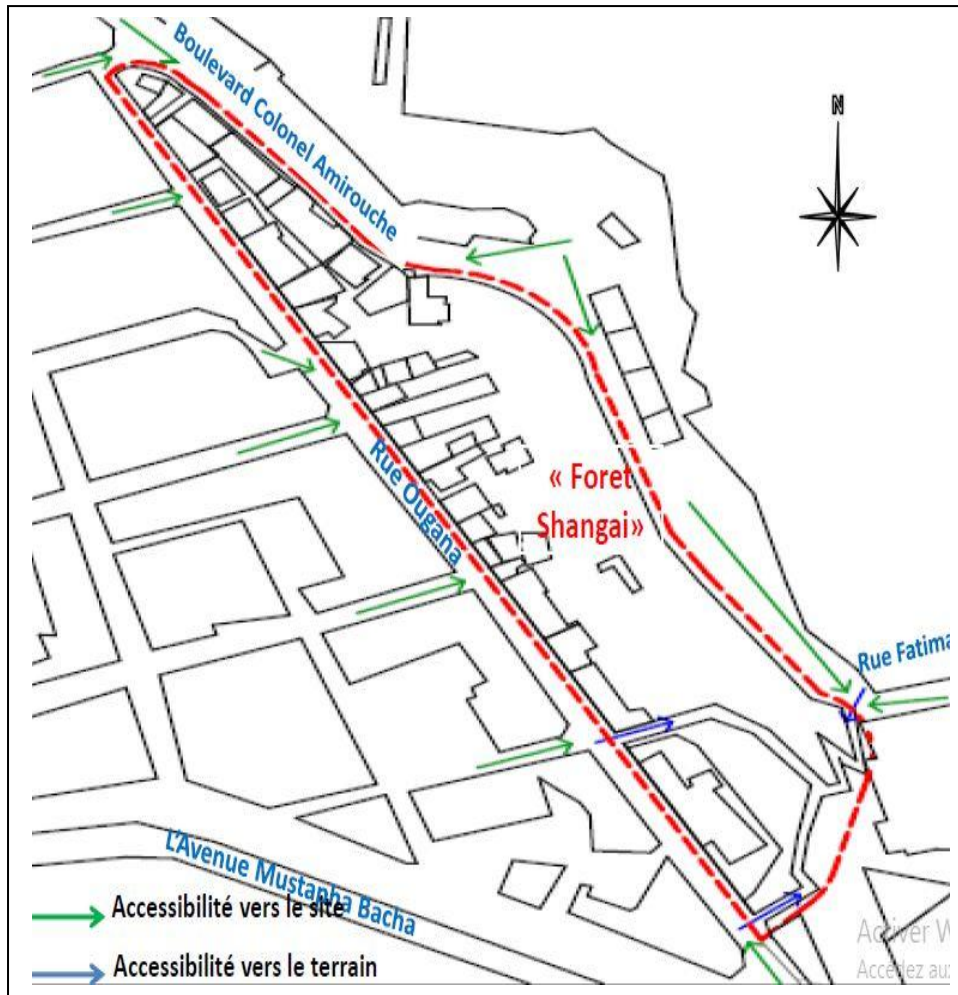 Boulevard Colonel Amirouche
N
« Foret
Shangai»
Rue Ougana
Rue Fatima
L'Avenue Mustapha Bacha
Accessibilité vers le site
Accessibilité vers le terrain
Activer W
Accédez aux